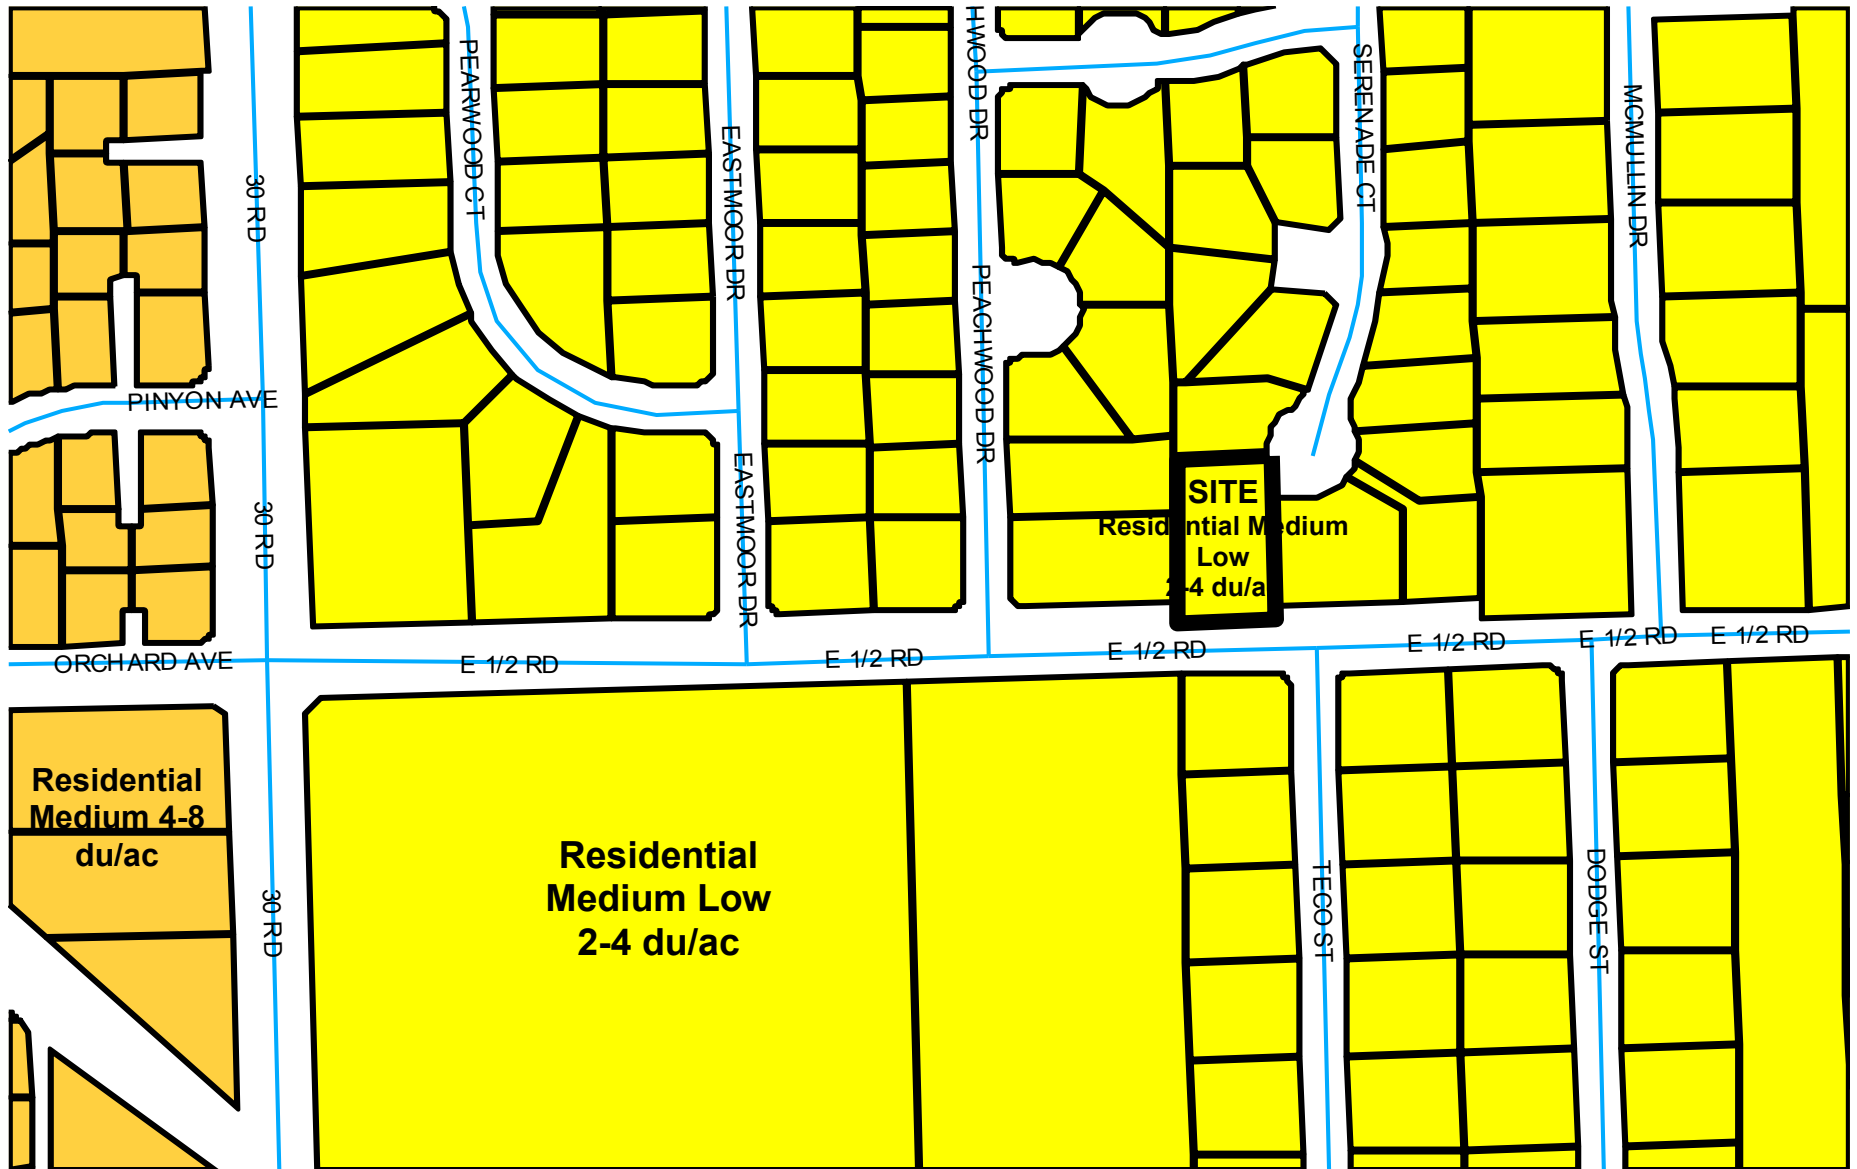 HWOOD DR
PEARWOOD CT
SERENADE CT
MCMULLIN DR
EASTMOOR DR
30 RD
PEACHWOOD DR
PINYON AVE
EASTMOOR DR
30 RD
SITE
Residential Medium
Low
2-4 du/a
ORCHARD AVE
E 1/2 RD
E 1/2 RD
E 1/2 RD
E 1/2 RD
E 1/2 RD
E 1/2 RD
Residential
Medium 4-8
du/ac
Residential
Medium Low
2-4 du/ac
30 RD
TECO ST
DODGE ST